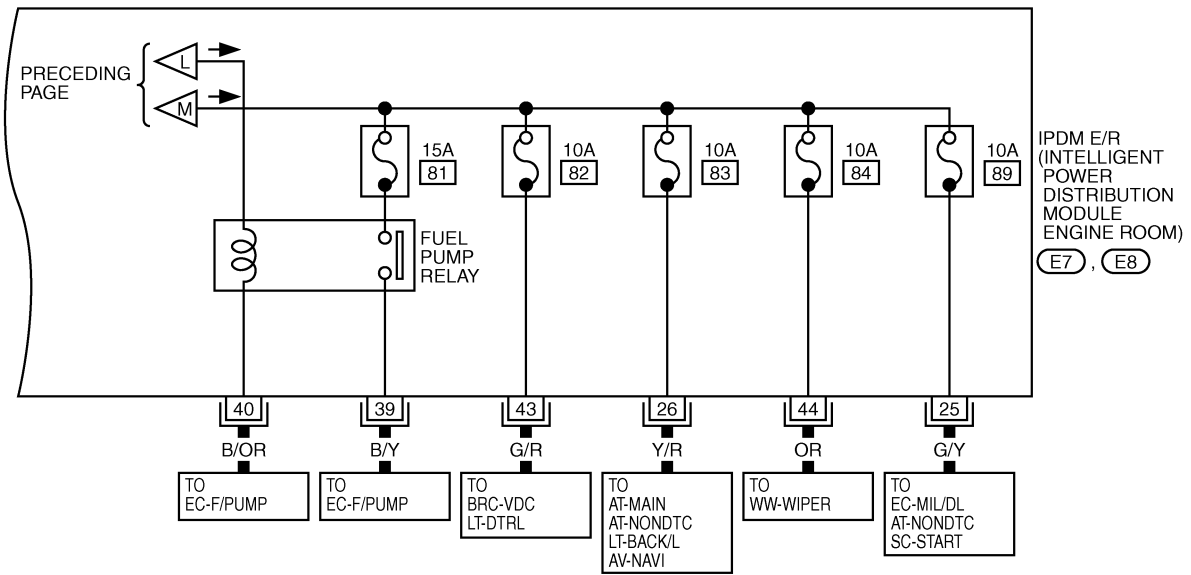 PRECEDING
PAGE
L
M
15A
81
10A
82
10A
83
10A
84
10A
89
IPDM E/R
(INTELLIGENT
POWER
DISTRIBUTION
MODULE
ENGINE ROOM)
E7 , E8
FUEL
PUMP
RELAY
40
39
43
26
44
25
B/OR
B/Y
G/R
Y/R
OR
G/Y
TO
EC-F/PUMP
TO
EC-F/PUMP
TO
BRC-VDC
LT-DTRL
TO
AT-MAIN
AT-NONDTC
LT-BACK/L
AV-NAVI
TO
WW-WIPER
TO
EC-MIL/DL
AT-NONDTC
SC-START